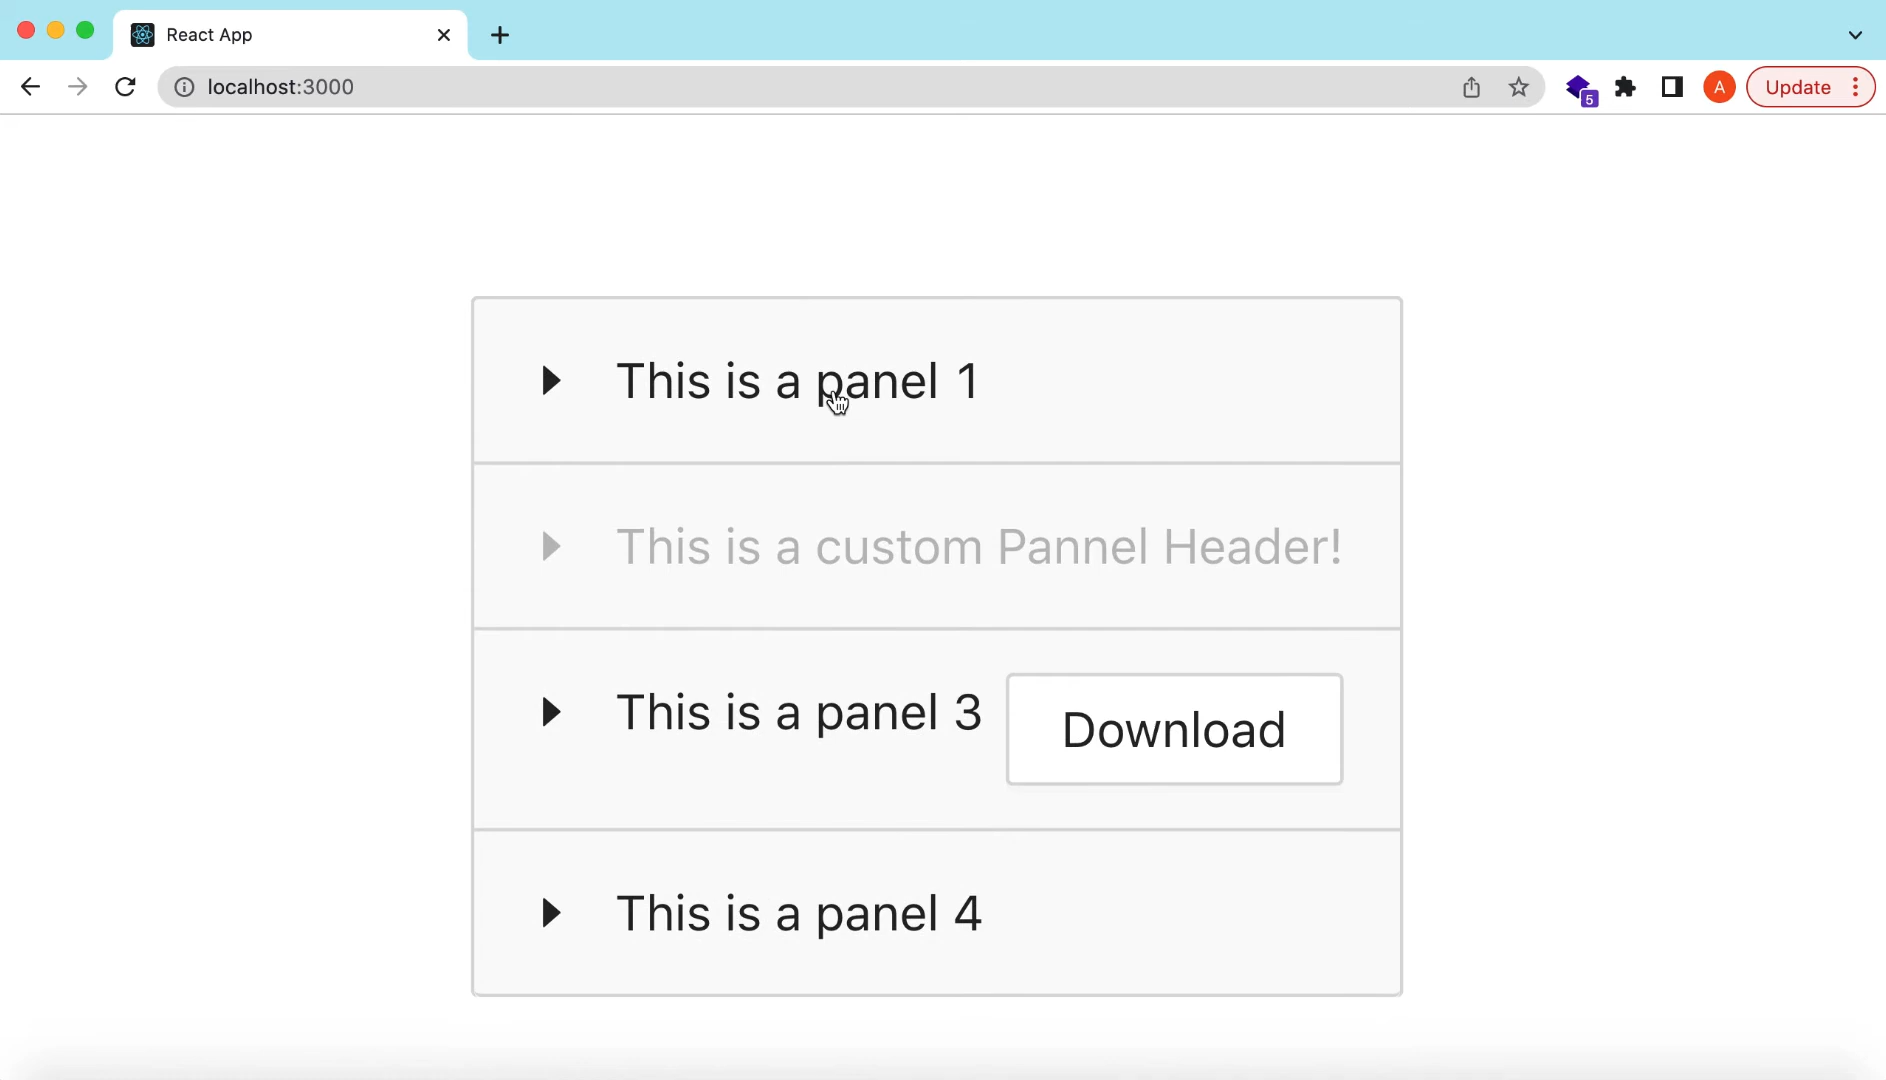 React App
localhost:3000
5
A
Update
This is a panel 1
This is a custom Pannel Header!
This is a panel 3
Download
This is a panel 4